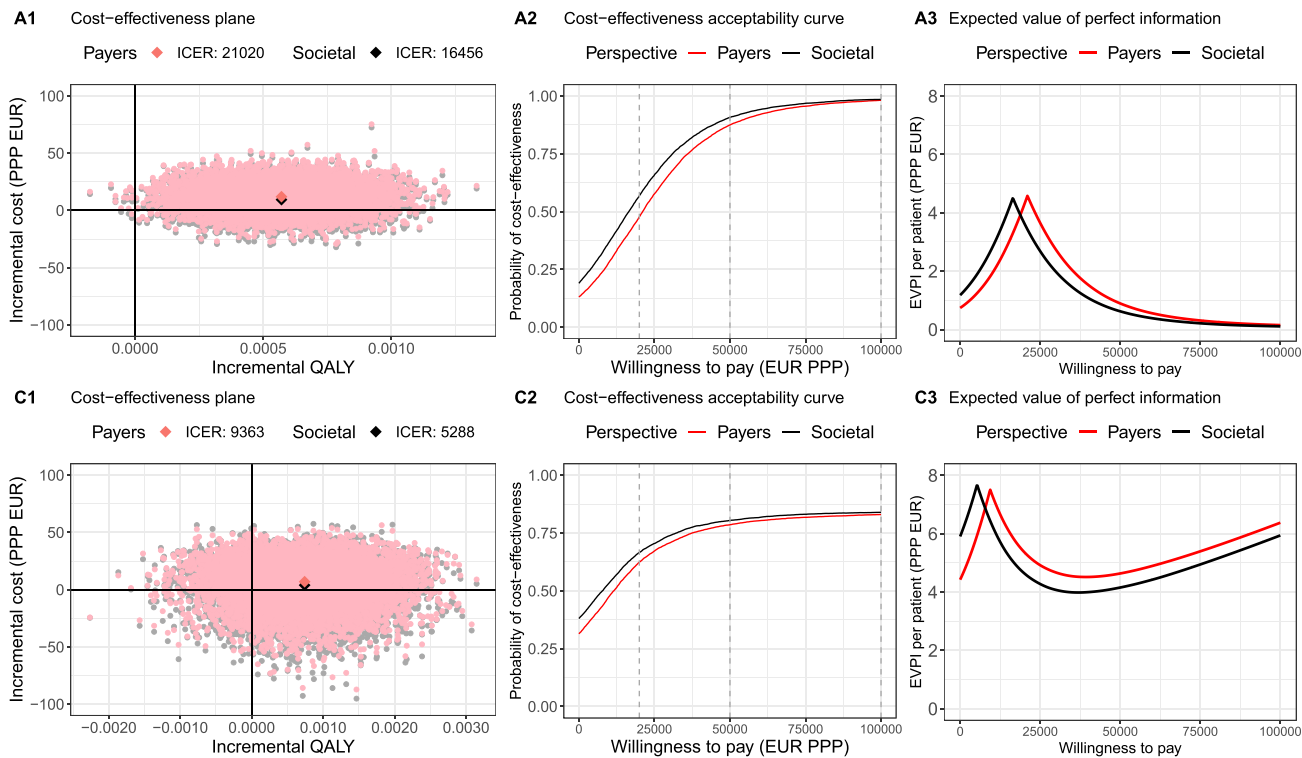 A1 Cost−effectiveness plane
Payers ICER: 21020 Societal ICER: 16456
Incremental cost (PPP EUR)
100
50
0
−50
−100
0.0000 0.0005 0.0010
Incremental QALY
A2 Cost−effectiveness acceptability curve
Perspective Payers Societal
Probability of cost−effectiveness
1.00
0.75
0.50
0.25
0.00
0 25000 50000 75000 100000
Willingness to pay (EUR PPP)
A3 Expected value of perfect information
Perspective Payers Societal
EVPI per patient (PPP EUR)
8
6
4
2
0
0 25000 50000 75000 100000
Willingness to pay
C1 Cost−effectiveness plane
Payers ICER: 9363 Societal ICER: 5288
Incremental cost (PPP EUR)
100
50
0
−50
−100
−0.0020 −0.0010 0.0000 0.0010 0.0020 0.0030
Incremental QALY
C2 Cost−effectiveness acceptability curve
Perspective Payers Societal
Probability of cost−effectiveness
1.00
0.75
0.50
0.25
0.00
0 25000 50000 75000 100000
Willingness to pay (EUR PPP)
C3 Expected value of perfect information
Perspective Payers Societal
EVPI per patient (PPP EUR)
8
6
4
2
0
0 25000 50000 75000 100000
Willingness to pay